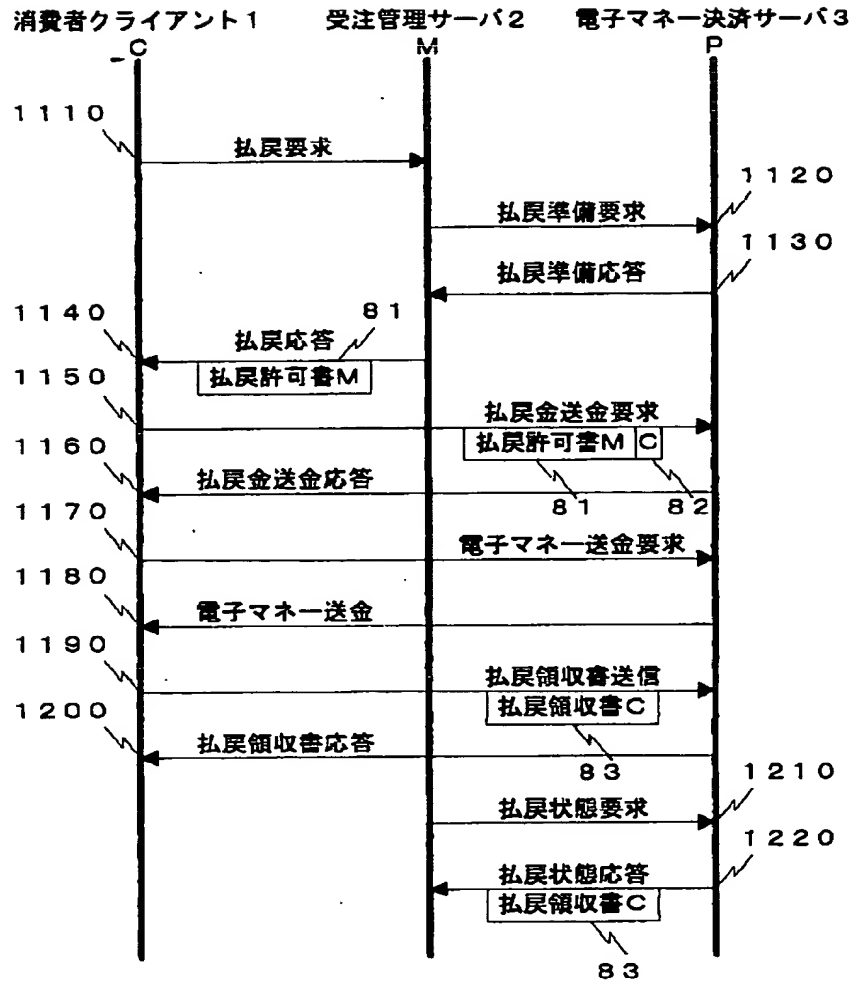 消費者クライアント1 受注管理サーバ2 電子マネー決済サーバ3
C M P
1110
払戻要求
1120
払戻準備要求
1130
払戻準備応答
1140
払戻応答
81
払戻許可書M
1150
払戻金送金要求
払戻許可書M C
81 82
1160
払戻金送金応答
1170
電子マネー送金要求
1180
電子マネー送金
1190
払戻領収書送信
払戻領収書C
83
1200
払戻領収書応答
1210
払戻状態要求
1220
払戻状態応答
払戻領収書C
83